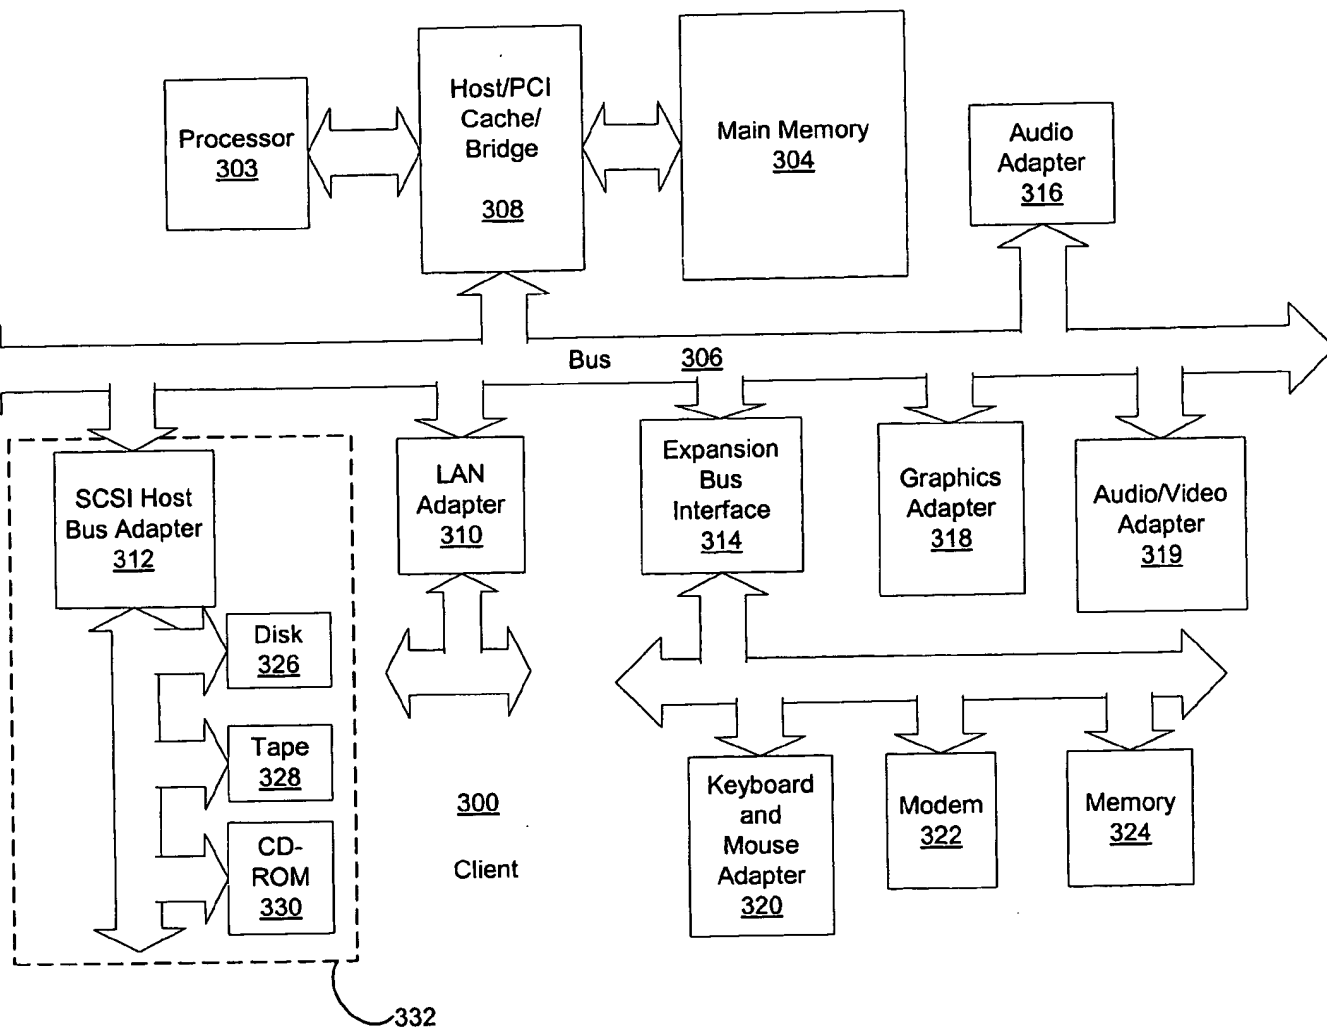 Processor
303
Host/PCI
Cache/
Bridge
308
Main Memory
304
Audio
Adapter
316
Bus 306
SCSI Host
Bus Adapter
312
LAN
Adapter
310
Expansion
Bus
Interface
314
Graphics
Adapter
318
Audio/Video
Adapter
319
Disk
326
Tape
328
CD-
ROM
330
300
Client
Keyboard
and
Mouse
Adapter
320
Modem
322
Memory
324
332